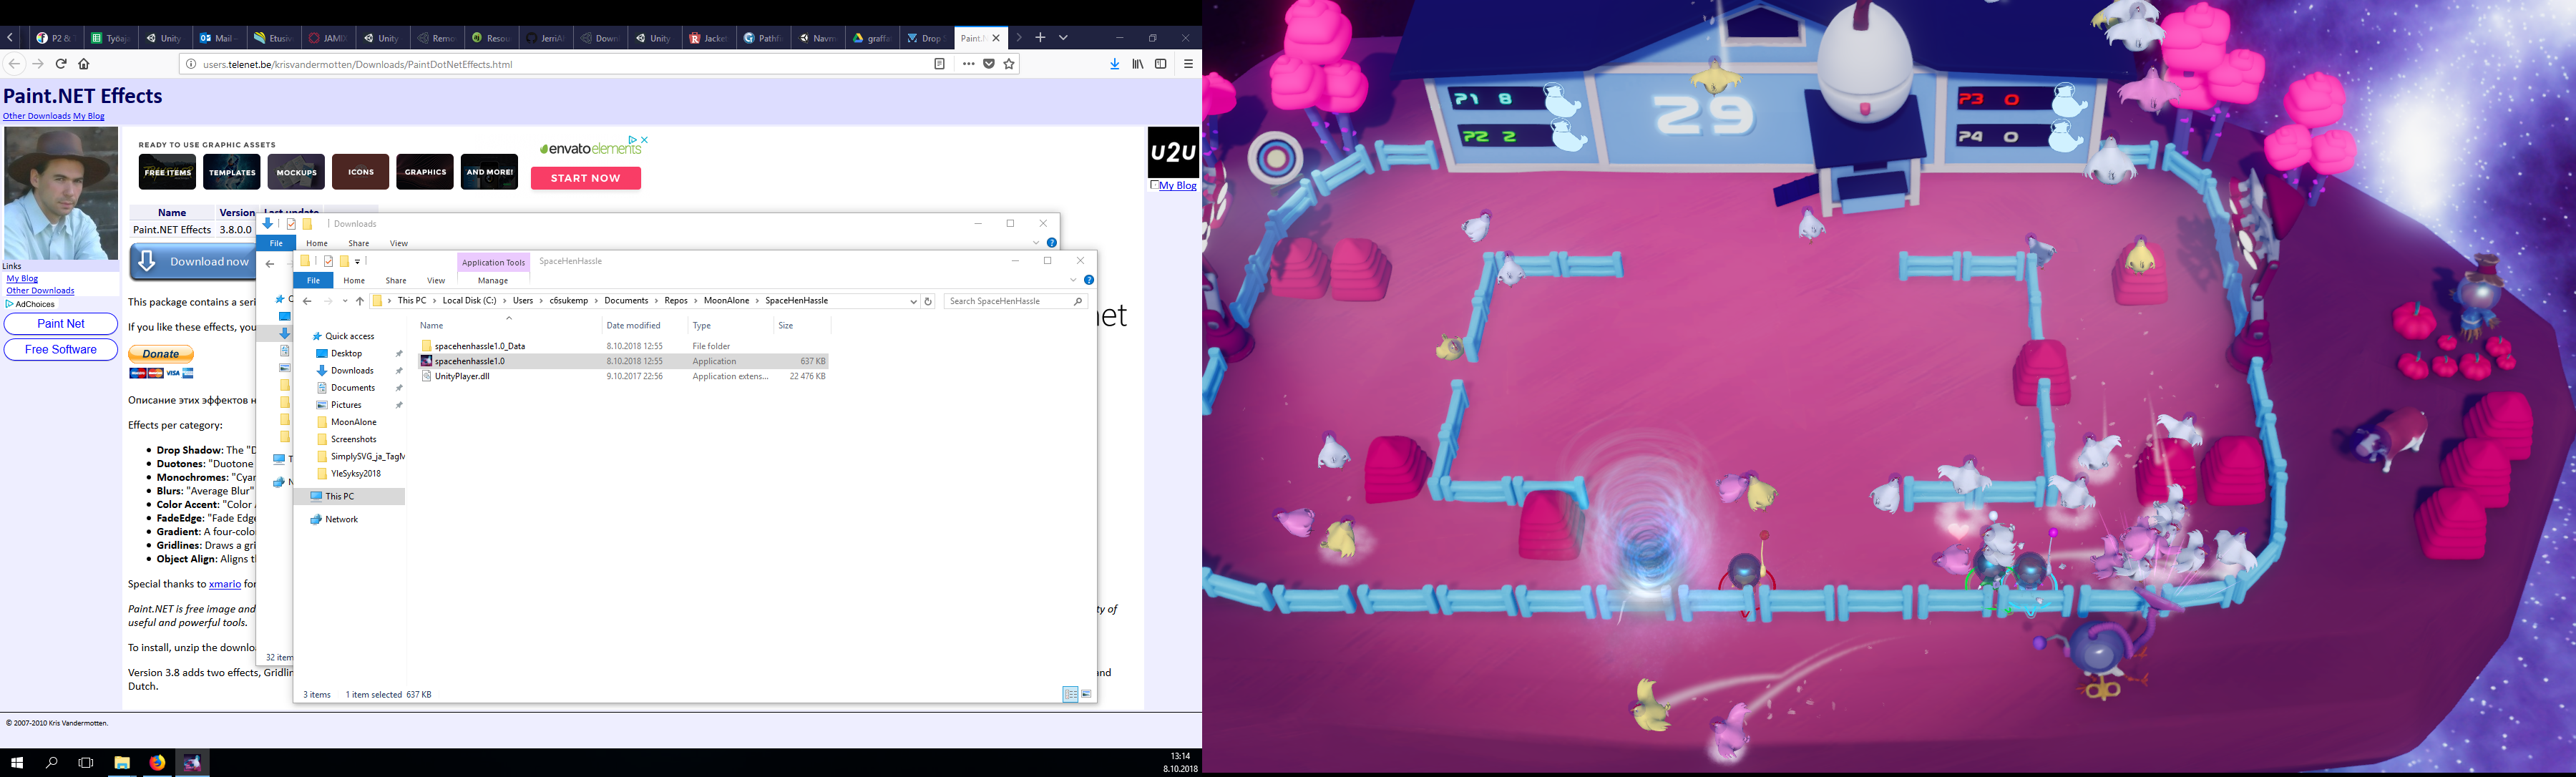 P2 &
Työaja
Unity
Mail -
Etusiv
JAMIX
Unity
Remo
Resou
JerriAl
Down
Unity
Jacket
Pathfi
Navm
graffa
Drop
Paint.N
users.telenet.be/krisvandermotten/Downloads/PaintDotNetEffects.html
Paint.NET Effects
Other Downloads My Blog
READY TO USE GRAPHIC ASSETS
FREE ITEMS
TEMPLATES
MOCKUPS
ICONS
GRAPHICS
AND MORE!
envato elements
START NOW
u2u
My Blog
Name Version Last update
Paint.NET Effects 3.8.0.0
Download now
Links
My Blog
Other Downloads
AdChoices
Paint Net
Free Software
This package contains a seri
If you like these effects, you
Donate
VISA
Описание этих эффектов н
Effects per category:
Drop Shadow: The "D
Duotones: "Duotone
Monochromes: "Cyar
Blurs: "Average Blur"
Color Accent: "Color
FadeEdge: "Fade Edge
Gradient: A four-colo
Gridlines: Draws a gri
Object Align: Aligns th
Special thanks to xmario for
Paint.NET is free image and
ty of
useful and powerful tools.
To install, unzip the downlo
Version 3.8 adds two effects, Gridlin
and
Dutch.
© 2007-2010 Kris Vandermotten.
net
Downloads
File Home Share View
32 item
Application Tools
SpaceHenHassle
File Home Share View Manage
This PC Local Disk (C:) Users c6sukemp Documents Repos MoonAlone SpaceHenHassle
Search SpaceHenHassle
Quick access
Desktop
Downloads
Documents
Pictures
MoonAlone
Screenshots
SimplySVG_ja_TagM
YleSyksy2018
This PC
Network
Name Date modified Type Size
spacehenhassle1.0_Data 8.10.2018 12:55 File folder
spacehenhassle1.0 8.10.2018 12:55 Application 637 KB
UnityPlayer.dll 9.10.2017 22:56 Application extens... 22 476 KB
3 items 1 item selected 637 KB
13:14
8.10.2018
P1 8
P2 2
29
P3 0
P4 0